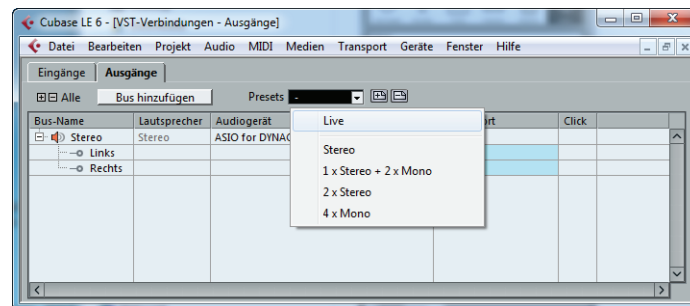 Cubase LE 6 - [VST-Verbindungen - Ausgänge]
Datei Bearbeiten Projekt Audio MIDI Medien Transport Geräte Fenster Hilfe
Eingänge Ausgänge
Alle Bus hinzufügen Presets -
Bus-Name Lautsprecher Audiogerät Click
Stereo Stereo ASIO for
Links
Rechts
Live
Stereo
1 x Stereo + 2 x Mono
2 x Stereo
4 x Mono